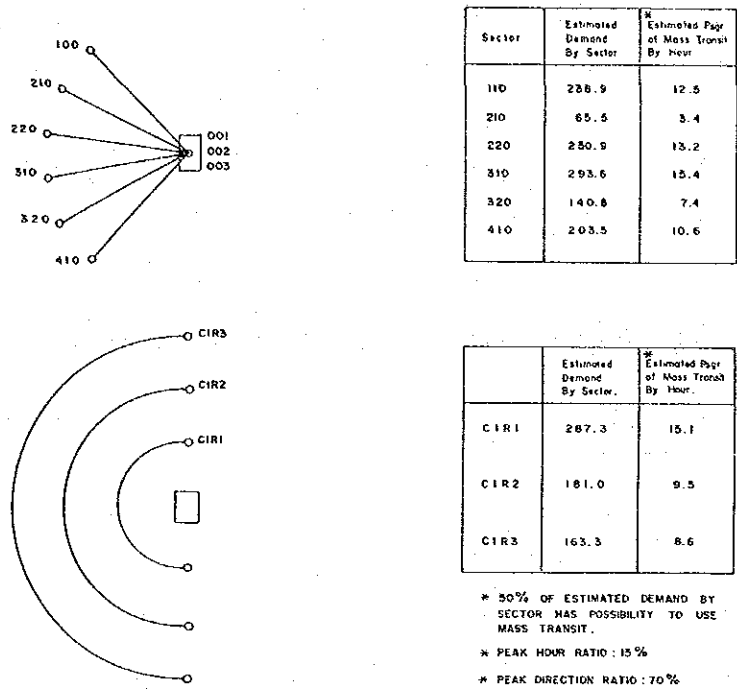 100
210
220
310
320
410
001
002
003
Sector
Estimated Demand By Sector
* Estimated Psgr of Mass Transit By Hour
110 238.9 12.5
210 65.5 3.4
220 250.9 13.2
310 293.6 15.4
320 140.8 7.4
410 203.5 10.6
CIR3
CIR2
CIR1
Estimated Demand By Sector.
* Estimated Psgr of Mass Transit By Hour.
CIR1 287.3 15.1
CIR2 181.0 9.5
CIR3 163.3 8.6
* 50% OF ESTIMATED DEMAND BY
SECTOR HAS POSSIBILITY TO USE
MASS TRANSIT.
* PEAK HOUR RATIO : 15%
* PEAK DIRECTION RATIO : 70%